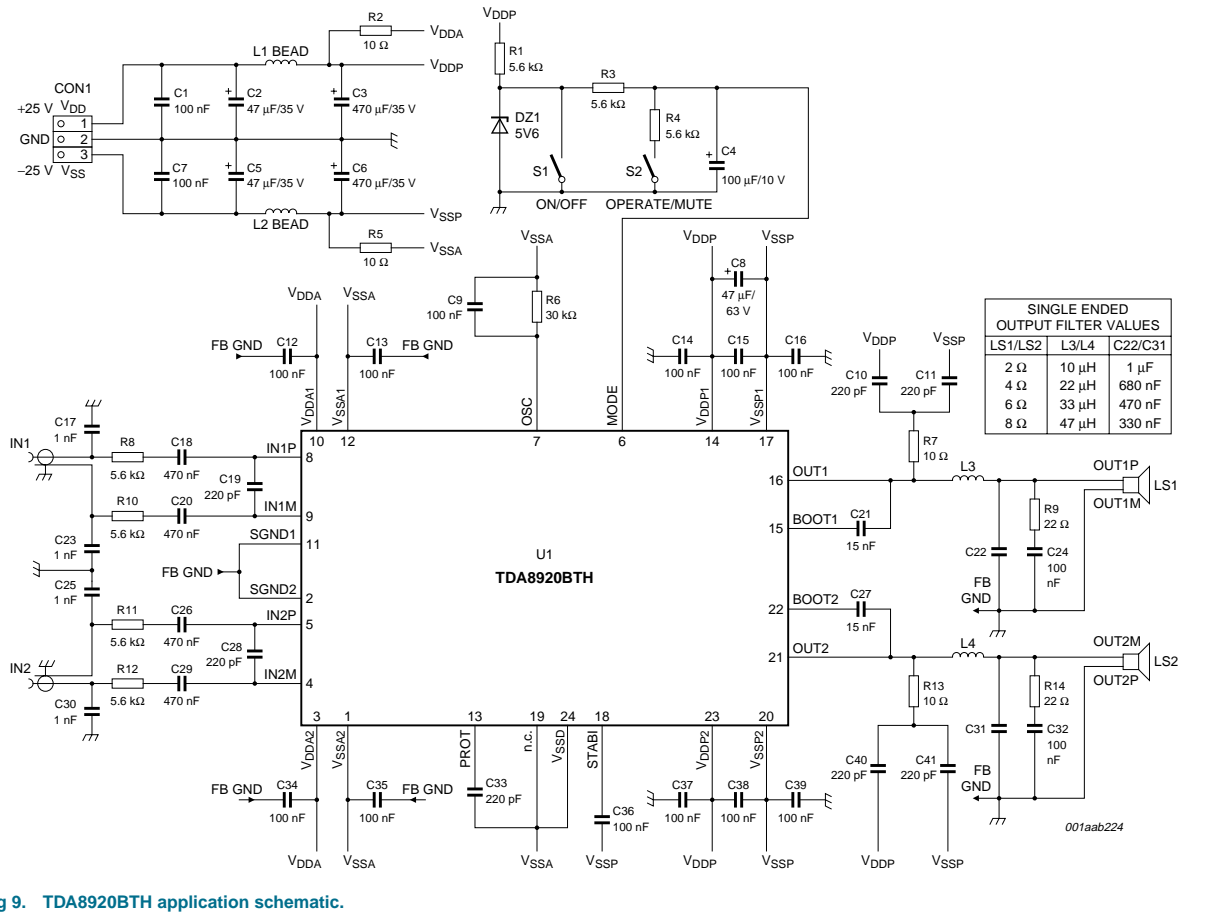 R2
10 Ω
VDDA
L1 BEAD
VDDP
CON1
+25 V VDD
1
GND
2
3
−25 V VSS
C1
100 nF
C2
47 μF/35 V
C3
470 μF/35 V
C7
100 nF
C5
47 μF/35 V
C6
470 μF/35 V
L2 BEAD
VSSP
R5
10 Ω
VSSA
VDDP
R1
5.6 kΩ
R3
5.6 kΩ
DZ1
5V6
R4
5.6 kΩ
S1
S2
C4
100 μF/10 V
ON/OFF
OPERATE/MUTE
VSSA
C9
100 nF
R6
30 kΩ
VDDP
VSSP
C8
47 μF/
63 V
VDDA
VSSA
FB GND
C12
100 nF
C13
100 nF
FB GND
C14
100 nF
C15
100 nF
C16
100 nF
VDDP
VSSP
C10
220 pF
C11
220 pF
R7
10 Ω
SINGLE ENDED
OUTPUT FILTER VALUES
LS1/LS2 L3/L4 C22/C31
2 Ω 10 μH 1 μF
4 Ω 22 μH 680 nF
6 Ω 33 μH 470 nF
8 Ω 47 μH 330 nF
VDDA1
VSSA1
OSC
MODE
VDDP1
VSSP1
10
12
7
6
14
17
C17
1 nF
IN1
R8
5.6 kΩ
C18
470 nF
IN1P
8
C19
220 pF
R10
5.6 kΩ
C20
470 nF
IN1M
9
SGND1
11
C23
1 nF
FB GND
C25
1 nF
SGND2
2
R11
5.6 kΩ
C26
470 nF
IN2P
5
C28
220 pF
IN2
R12
5.6 kΩ
C29
470 nF
IN2M
4
C30
1 nF
U1
TDA8920BTH
16
OUT1
15
BOOT1
C21
15 nF
L3
OUT1P
OUT1M
LS1
R9
22 Ω
C22
C24
100
nF
FB
GND
22
BOOT2
C27
15 nF
21
OUT2
L4
OUT2M
OUT2P
LS2
R13
10 Ω
R14
22 Ω
C31
C32
100
nF
FB
GND
C40
220 pF
C41
220 pF
VDDP
VSSP
3
1
13
19
24
18
23
20
VDDA2
VSSA2
PROT
n.c.
VSSD
STABI
VDDP2
VSSP2
FB GND
C34
100 nF
C35
100 nF
FB GND
C33
220 pF
C36
100 nF
C37
100 nF
C38
100 nF
C39
100 nF
VDDA
VSSA
VSSA
VSSP
VDDP
VSSP
001aab224
g 9. TDA8920BTH application schematic.